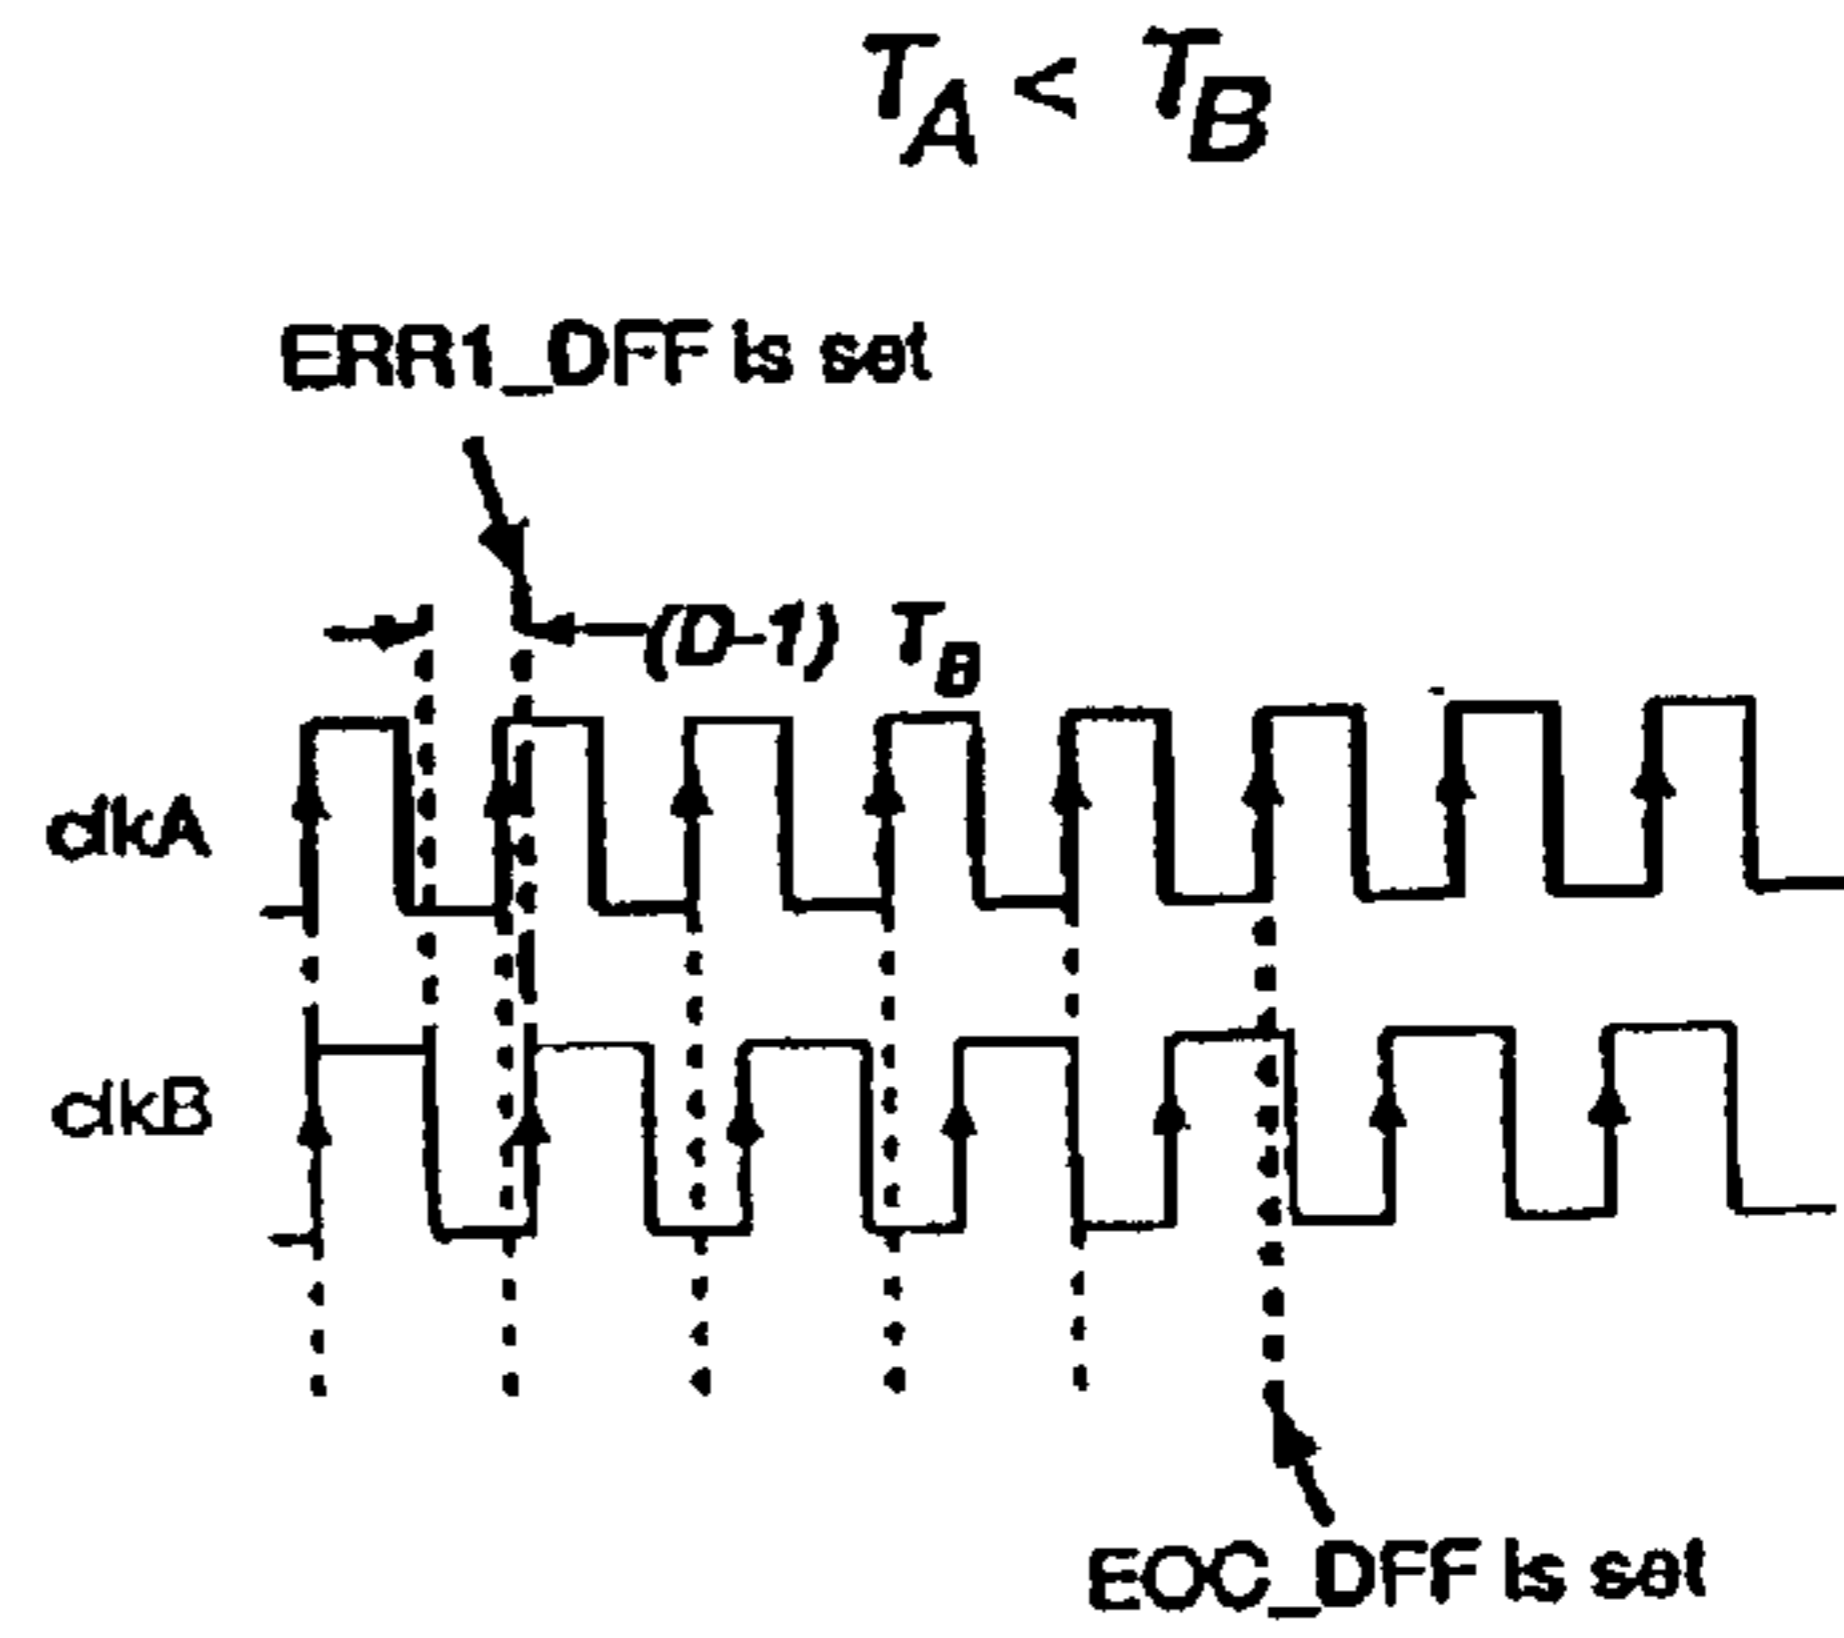 T_A < T_B
ERR1_DFF is set
(D-1) T_B
clkA
clkB
EOC_DFF is set